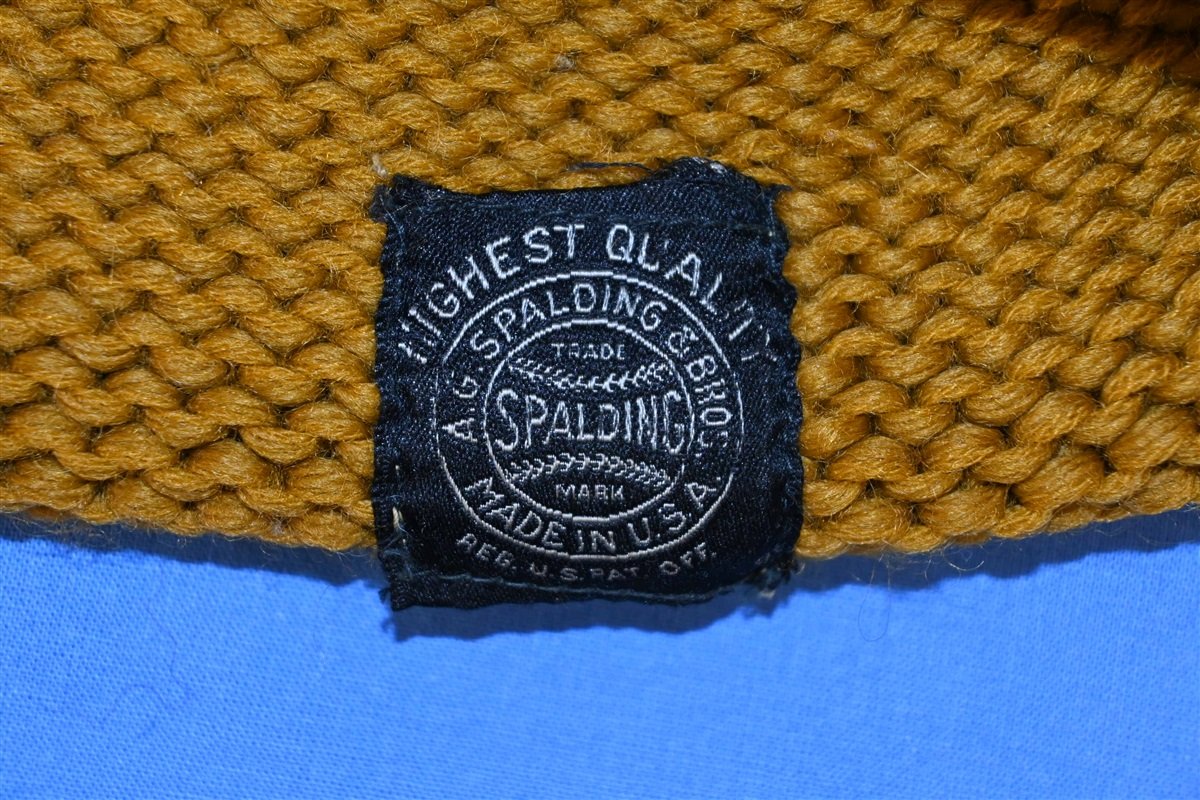 HIGHEST QUALITY
A.G. SPALDING & BROS.
TRADE
SPALDING
MARK
MADE IN U.S.A.
REG. U.S. PAT. OFF.